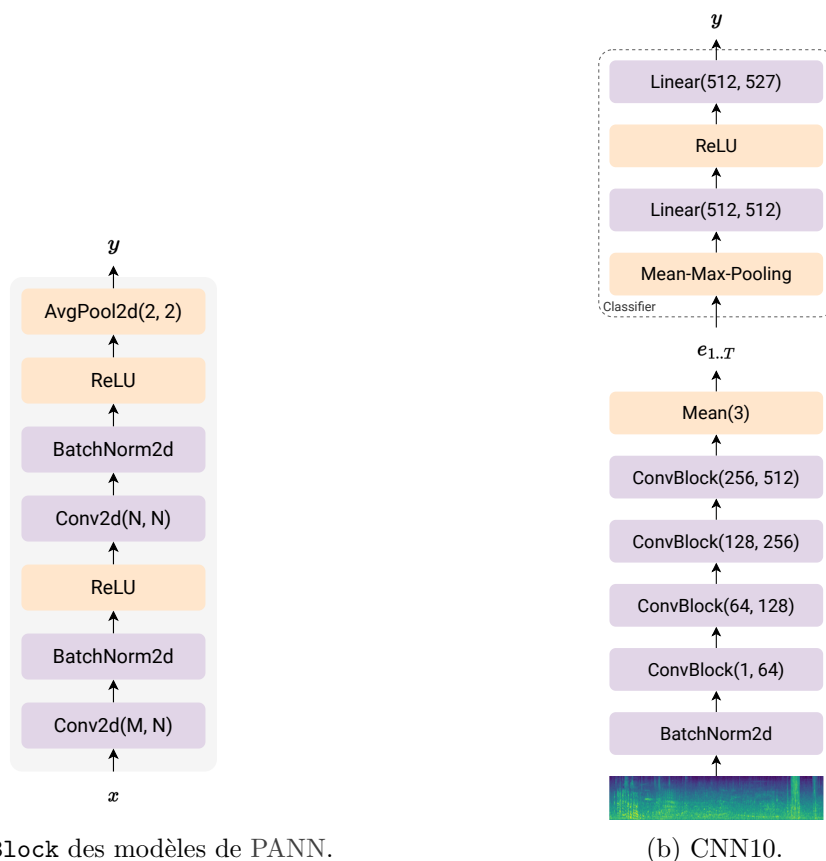 y
AvgPool2d(2, 2)
ReLU
BatchNorm2d
Conv2d(N, N)
ReLU
BatchNorm2d
Conv2d(M, N)
x
Block des modèles de PANN.
y
Linear(512, 527)
ReLU
Linear(512, 512)
Mean-Max-Pooling
Classifier
e1..T
Mean(3)
ConvBlock(256, 512)
ConvBlock(128, 256)
ConvBlock(64, 128)
ConvBlock(1, 64)
BatchNorm2d
(b) CNN10.